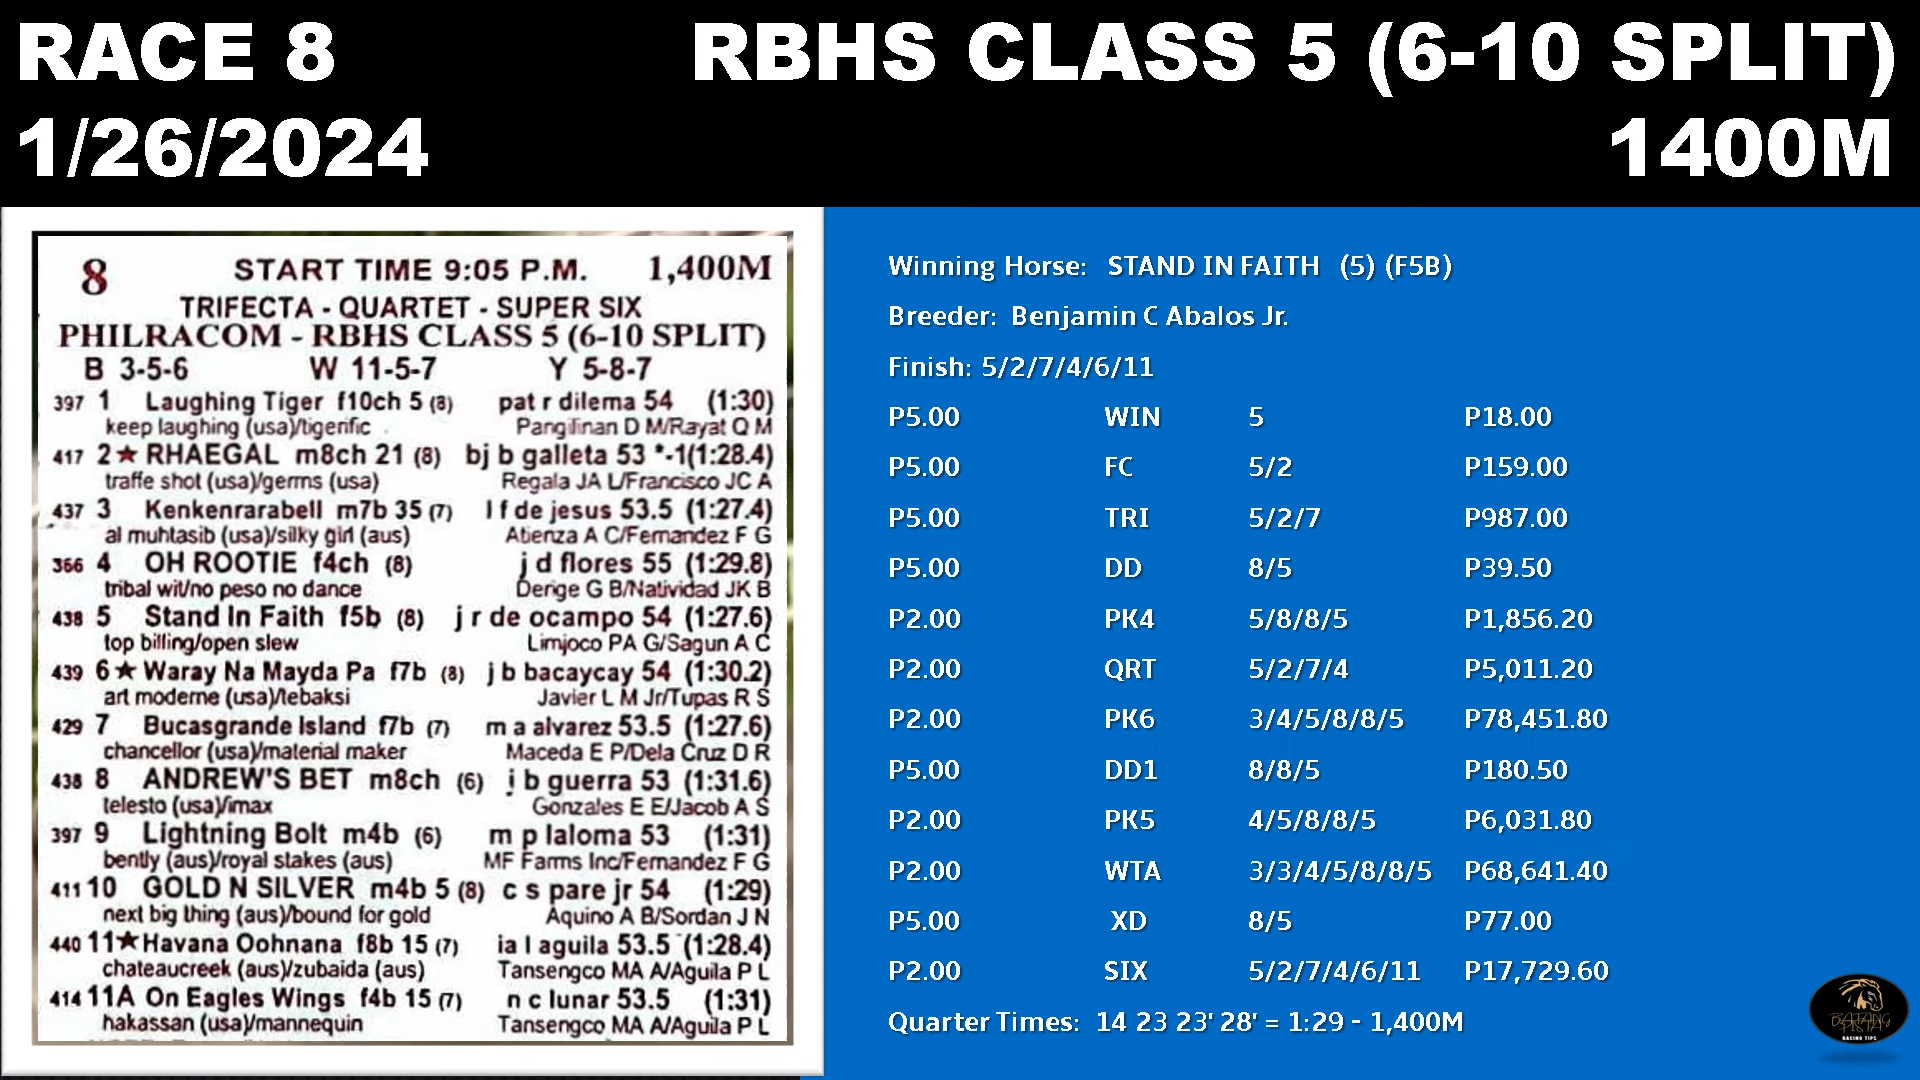 RACE 8
RBHS CLASS 5 (6-10 SPLIT)
1/26/2024
1400M
8 START TIME 9:05 P.M. 1,400M
TRIFECTA - QUARTET - SUPER SIX
PHILRACOM - RBHS CLASS 5 (6-10 SPLIT)
B 3-5-6 W 11-5-7 Y 5-8-7
397 1 Laughing Tiger f10ch 5 (8) pat r dilema 54 (1:30)
keep laughing (usa)/tigerific Pangilinan D M/Rayat Q M
417 2★ RHAEGAL m8ch 21 (8) bj b galleta 53 *-1(1:28.4)
traffe shot (usa)/germs (usa) Regala JA L/Francisco JC A
437 3 Kenkenrarabell m7b 35 (7) l f de jesus 53.5 (1:27.4)
al muhtasib (usa)/silky girl (aus) Atienza A C/Fernandez F G
366 4 OH ROOTIE f4ch (8) j d flores 55 (1:29.8)
tribal wit/no peso no dance Derige G B/Natividad JK B
438 5 Stand In Faith f5b (8) j r de ocampo 54 (1:27.6)
top billing/open slew Limjoco PA G/Sagun A C
439 6★ Waray Na Mayda Pa f7b (8) j b bacaycay 54 (1:30.2)
art moderne (usa)/lebaksi Javier L M Jr/Tupas R S
429 7 Bucasgrande Island f7b (7) m a alvarez 53.5 (1:27.6)
chancellor (usa)/material maker Maceda E P/Dela Cruz D R
438 8 ANDREW'S BET m8ch (6) j b guerra 53 (1:31.6)
telesto (usa)/imax Gonzales E E/Jacob A S
397 9 Lightning Bolt m4b (6) m p laloma 53 (1:31)
bently (aus)/royal stakes (aus) MF Farms Inc/Fernandez F G
411 10 GOLD N SILVER m4b 5 (8) c s pare jr 54 (1:29)
next big thing (aus)/bound for gold Aquino A B/Sordan J N
440 11★ Havana Oohnana f8b 15 (7) ia l aguila 53.5 (1:28.4)
chateaucreek (aus)/zubaida (aus) Tansengco MA A/Aguila P L
414 11A On Eagles Wings f4b 15 (7) n c lunar 53.5 (1:31)
hakassan (usa)/mannequin Tansengco MA A/Aguila P L
Winning Horse: STAND IN FAITH (5) (F5B)
Breeder: Benjamin C Abalos Jr.
Finish: 5/2/7/4/6/11
P5.00 WIN 5 P18.00
P5.00 FC 5/2 P159.00
P5.00 TRI 5/2/7 P987.00
P5.00 DD 8/5 P39.50
P2.00 PK4 5/8/8/5 P1,856.20
P2.00 QRT 5/2/7/4 P5,011.20
P2.00 PK6 3/4/5/8/8/5 P78,451.80
P5.00 DD1 8/8/5 P180.50
P2.00 PK5 4/5/8/8/5 P6,031.80
P2.00 WTA 3/3/4/5/8/8/5 P68,641.40
P5.00 XD 8/5 P77.00
P2.00 SIX 5/2/7/4/6/11 P17,729.60
Quarter Times: 14 23 23' 28' = 1:29 - 1,400M
BATANG
PISTA
RACING TIPS